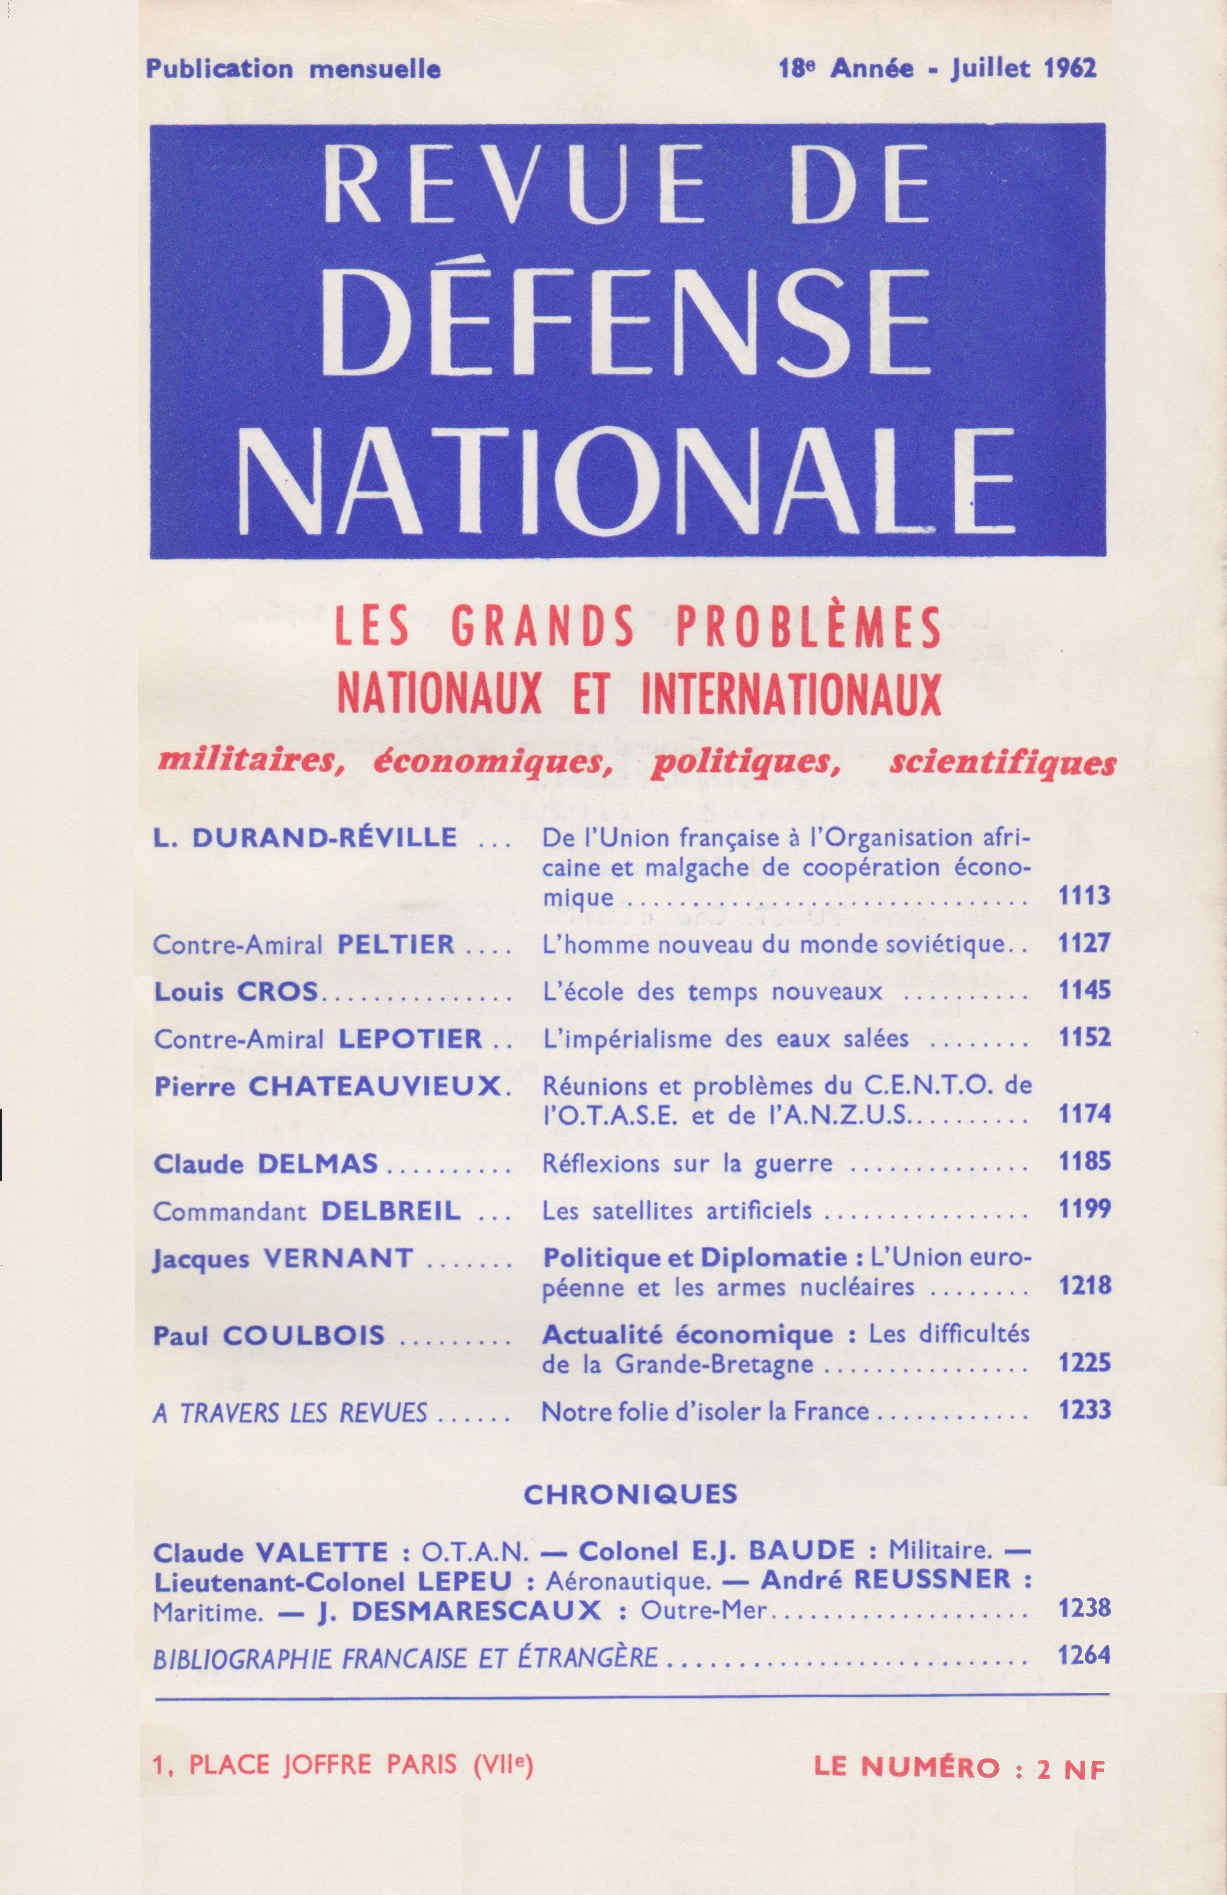 Publication mensuelle 18e Année - Juillet 1962
REVUE DE
DÉFENSE
NATIONALE
LES GRANDS PROBLÈMES
NATIONAUX ET INTERNATIONAUX
militaires, économiques, politiques, scientifiques
L. DURAND-RÉVILLE ... De l'Union française à l'Organisation afri-
caine et malgache de coopération écono-
mique ............................... 1113
Contre-Amiral PELTIER .... L'homme nouveau du monde soviétique.. 1127
Louis CROS............... L'école des temps nouveaux .......... 1145
Contre-Amiral LEPOTIER .. L'impérialisme des eaux salées ........ 1152
Pierre CHATEAUVIEUX. Réunions et problèmes du C.E.N.T.O. de
l'O.T.A.S.E. et de l'A.N.Z.U.S.......... 1174
Claude DELMAS .......... Réflexions sur la guerre .............. 1185
Commandant DELBREIL ... Les satellites artificiels ................ 1199
Jacques VERNANT ....... Politique et Diplomatie : L'Union euro-
péenne et les armes nucléaires ........ 1218
Paul COULBOIS ......... Actualité économique : Les difficultés
de la Grande-Bretagne ................ 1225
A TRAVERS LES REVUES ...... Notre folie d'isoler la France ............ 1233
CHRONIQUES
Claude VALETTE : O.T.A.N. — Colonel E.J. BAUDE : Militaire. —
Lieutenant-Colonel LEPEU : Aéronautique. — André REUSSNER :
Maritime. — J. DESMARESCAUX : Outre-Mer.................... 1238
BIBLIOGRAPHIE FRANCAISE ET ÉTRANGÈRE ............................ 1264
1, PLACE JOFFRE PARIS (VIIe) LE NUMÉRO : 2 NF